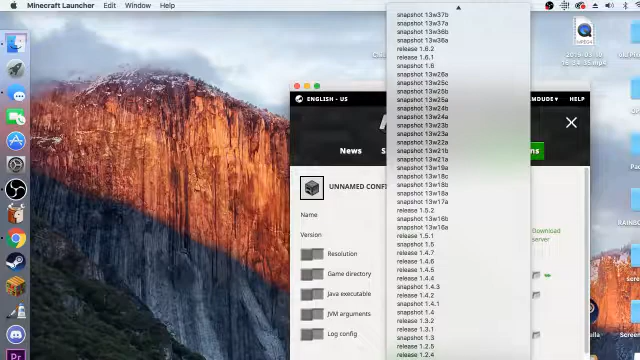 Minecraft Launcher Edit Window Help
snapshot 13w37b
snapshot 13w37a
snapshot 13w36b
snapshot 13w36a
release 1.6.2
release 1.6.1
snapshot 1.6
snapshot 13w26a
snapshot 13w25c
snapshot 13w25b
snapshot 13w25a
snapshot 13w24b
snapshot 13w24a
snapshot 13w23b
snapshot 13w23a
snapshot 13w22a
snapshot 13w21b
snapshot 13w21a
snapshot 13w19a
snapshot 13w18c
snapshot 13w18b
snapshot 13w18a
snapshot 13w17a
release 1.5.2
snapshot 13w16b
snapshot 13w16a
release 1.5.1
snapshot 1.5
release 1.4.7
release 1.4.6
release 1.4.5
release 1.4.4
snapshot 1.4.3
release 1.4.2
snapshot 1.4.1
snapshot 1.4
release 1.3.2
release 1.3.1
snapshot 1.3
release 1.2.5
release 1.2.4
ENGLISH - US
HELP
News
UNNAMED CONFI
Name
Version
Download
server
Resolution
Game directory
Java executable
JVM arguments
Log config
MPEG4